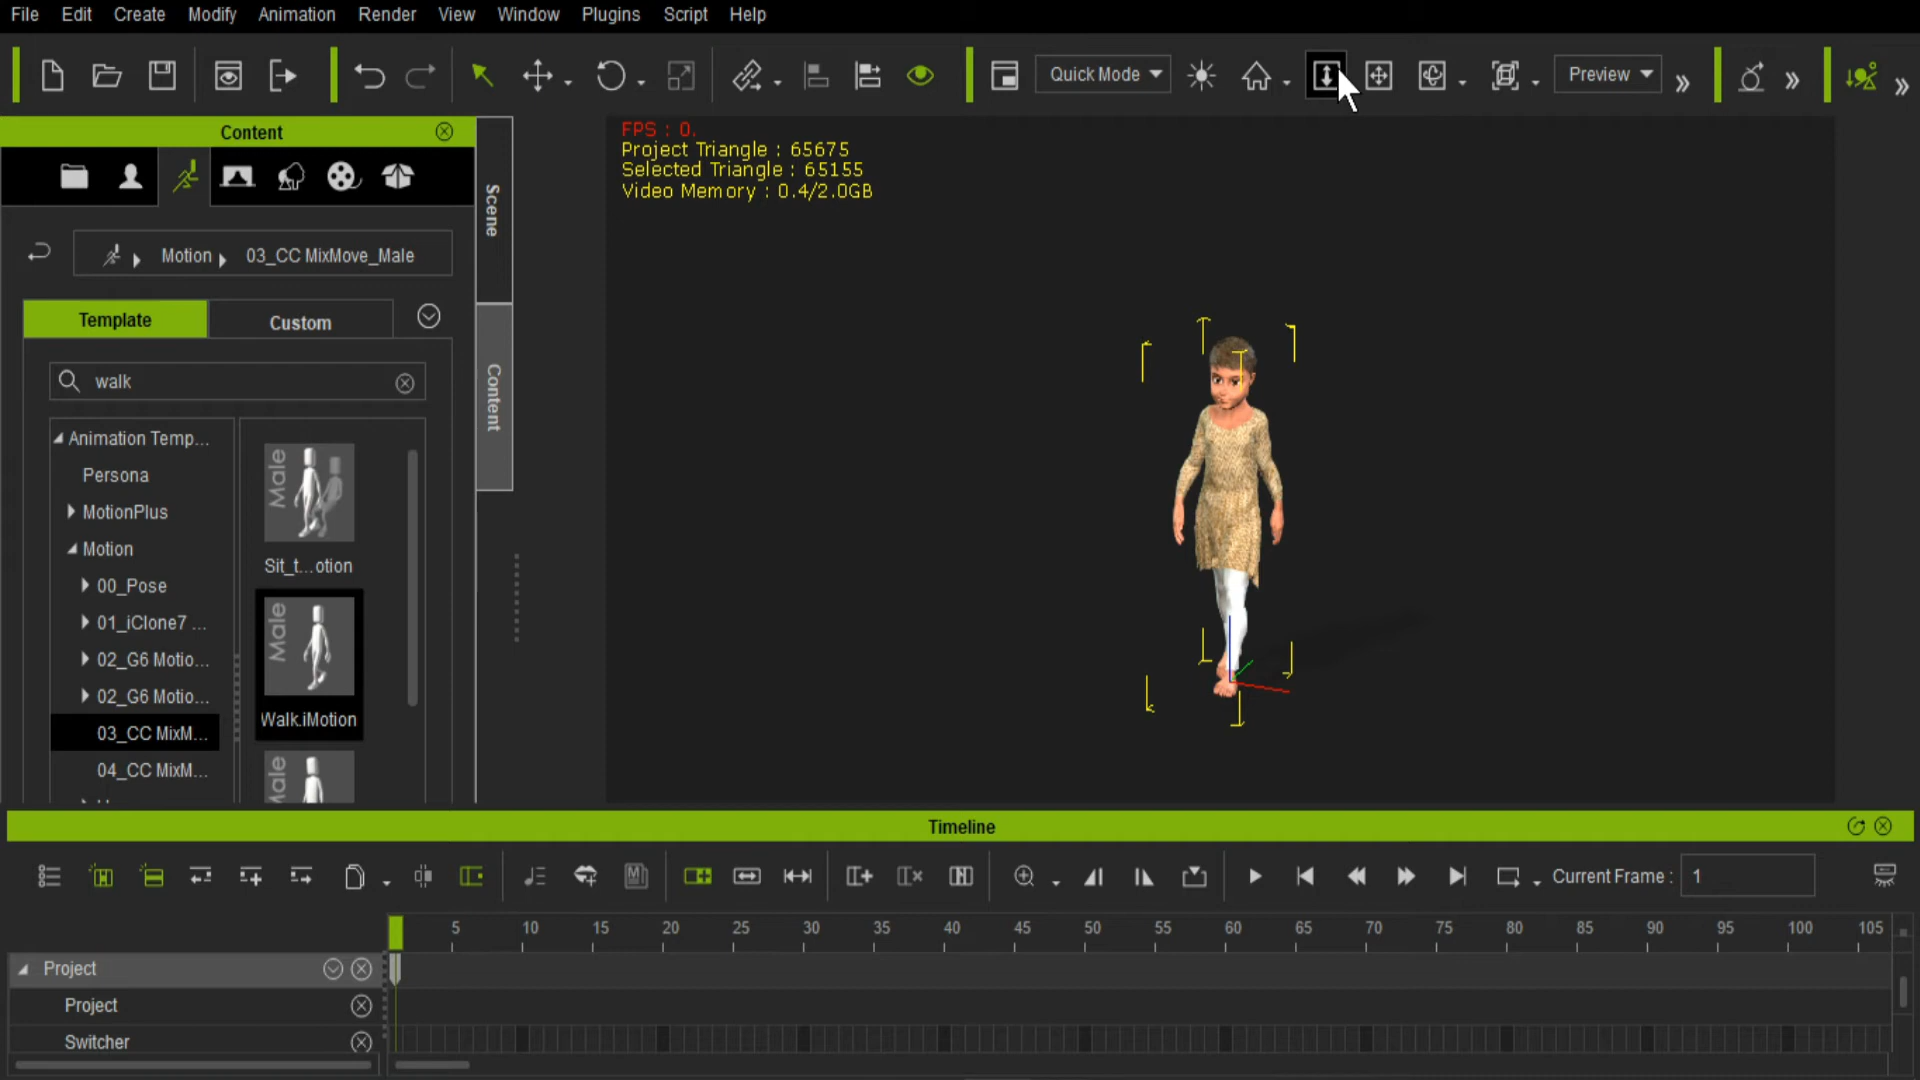 File Edit Create Modify Animation Render View Window Plugins Script Help
Quick Mode
Preview
Content
FPS : 0.
Project Triangle : 65675
Selected Triangle : 65155
Video Memory : 0.4/2.0GB
Scene
Content
Motion 03_CC MixMove_Male
Template Custom
walk
Animation Temp...
Persona
MotionPlus
Motion
00_Pose
01_iClone7 ...
02_G6 Motio...
02_G6 Motio...
03_CC MixM...
04_CC MixM...
Male
Sit_t...otion
Male
Walk.iMotion
Timeline
Current Frame : 1
5 10 15 20 25 30 35 40 45 50 55 60 65 70 75 80 85 90 95 100 105
Project
Project
Switcher